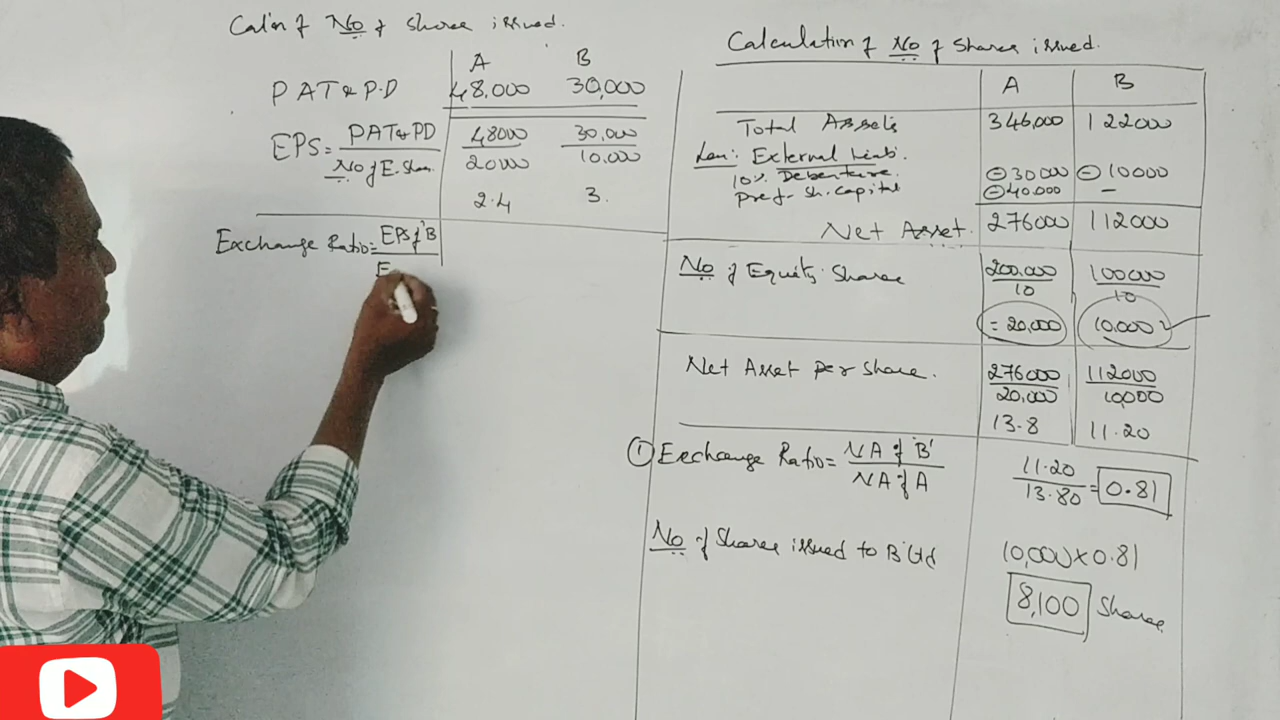 Cal'n of No of shares issued.
A B
PAT & P.D 48,000 30,000
EPS = PAT & PD / No of E. Share 48000 / 20000 30,000 / 10,000
2.4 3.
Exchange Ratio = EPS of 'B' / E
Calculation of No of Shares issued.
A B
Total Assets 346,000 122000
Less: External Liab.
10% Debenture. - 30000 - 10000
Pref. Sh. Capital - 40.000 -
Net Asset. 276000 112000
No of Equity Share 200.000 / 10 100000 / 10
= 20,000 10,000
Net Asset per Share. 276000 / 20,000 112000 / 10,000
13.8 11.20
① Exchange Ratio = NA of 'B' / NA of A 11.20 / 13.80 = 0.81
No of Shares issued to B Ltd 10,000 x 0.81
8,100 Shares